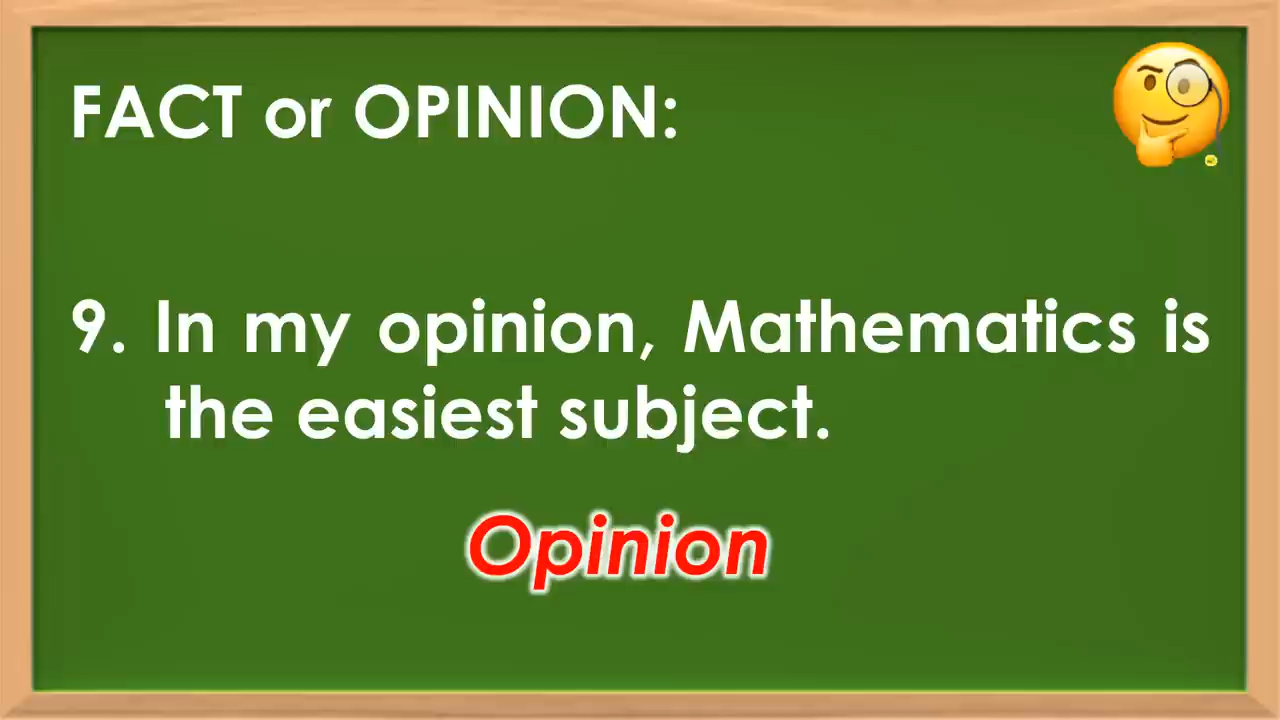 FACT or OPINION:
9. In my opinion, Mathematics is
the easiest subject.
Opinion